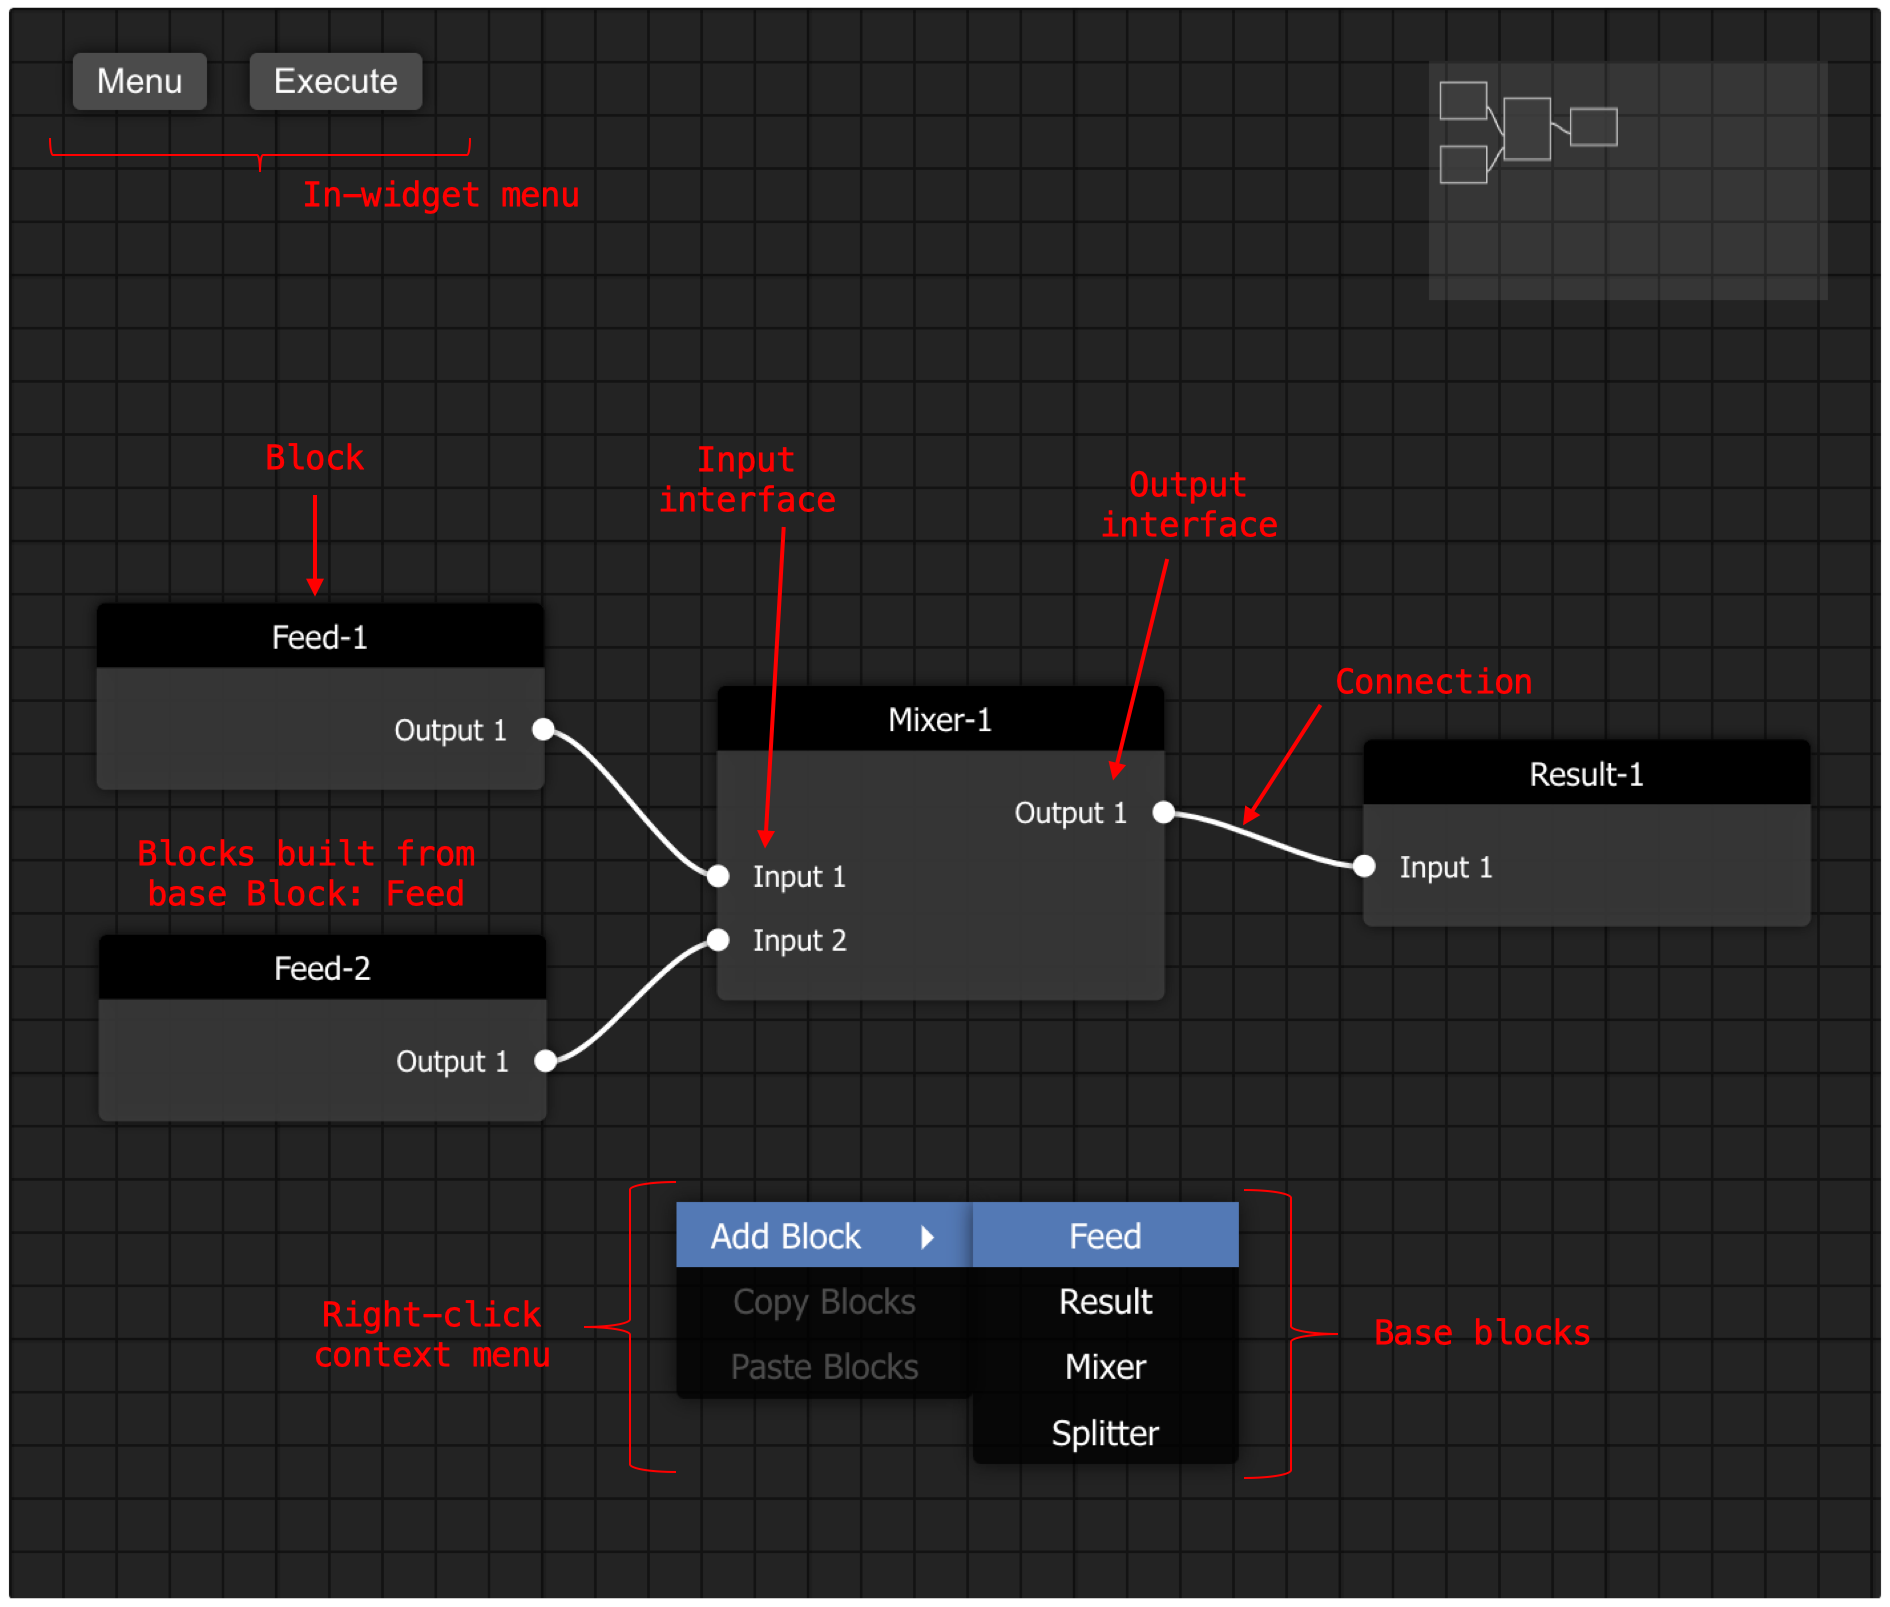 Menu
Execute
In-widget menu
Block
Input
interface
Output
interface
Feed-1
Output 1
Connection
Mixer-1
Output 1
Input 1
Input 2
Result-1
Input 1
Blocks built from
base Block: Feed
Feed-2
Output 1
Right-click
context menu
Add Block
Copy Blocks
Paste Blocks
Feed
Result
Mixer
Splitter
Base blocks